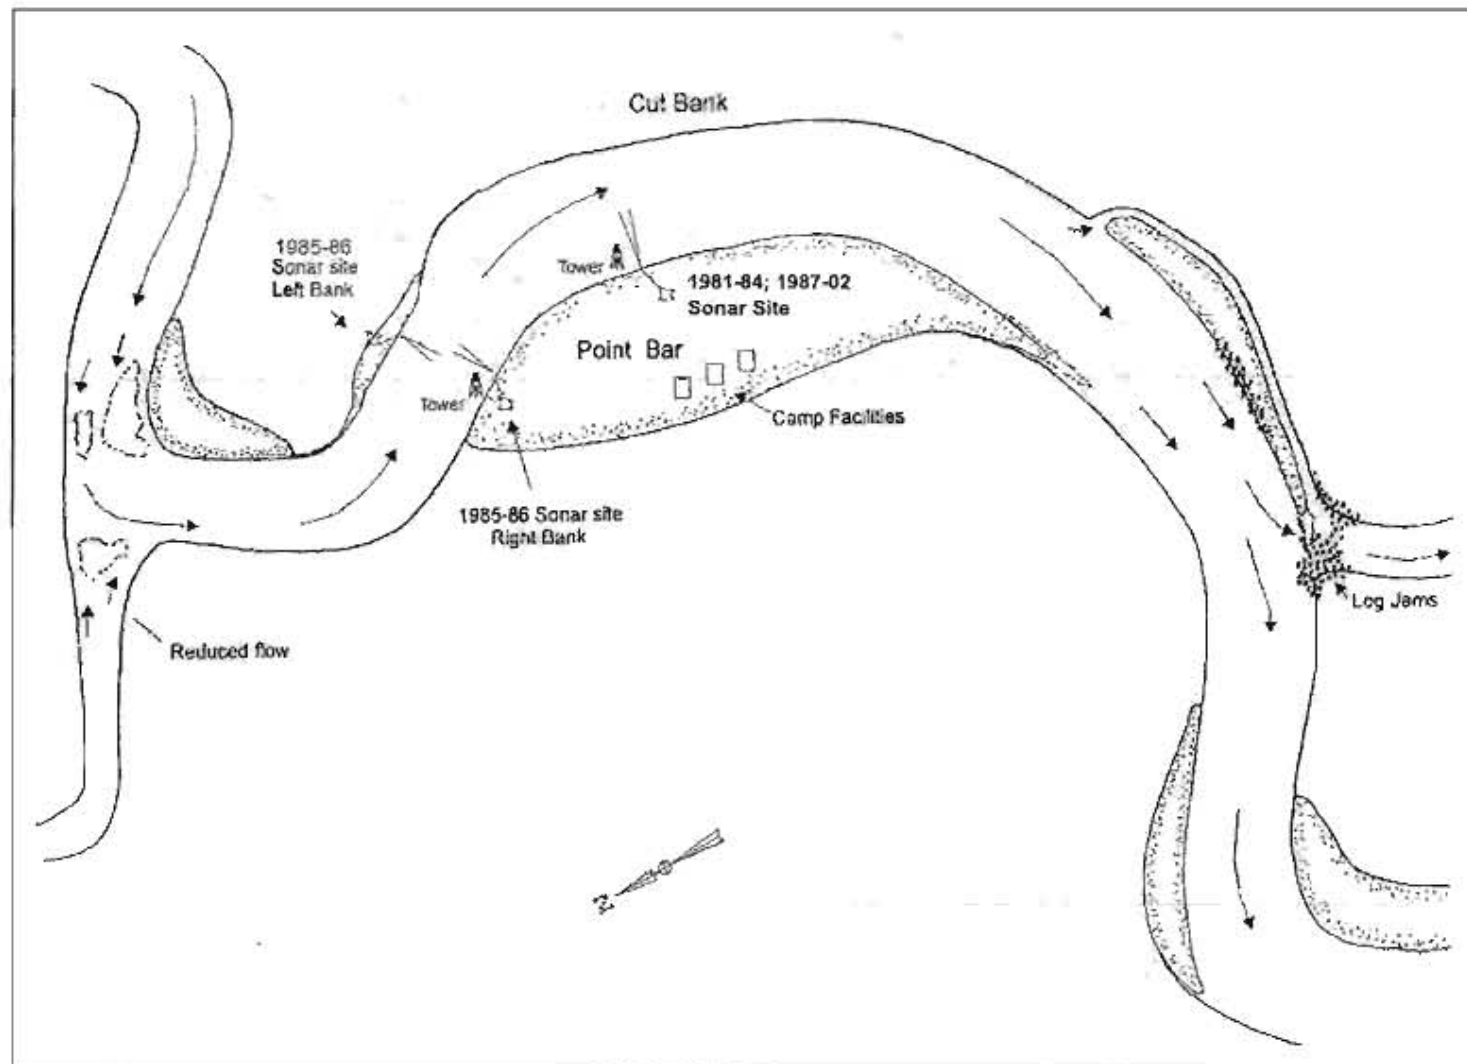 Cut Bank
1985-86
Sonar site
Left Bank
Tower
1981-84; 1987-02
Sonar Site
Point Bar
Tower
Camp Facilities
1985-86 Sonar site
Right Bank
Log Jams
Reduced flow
N